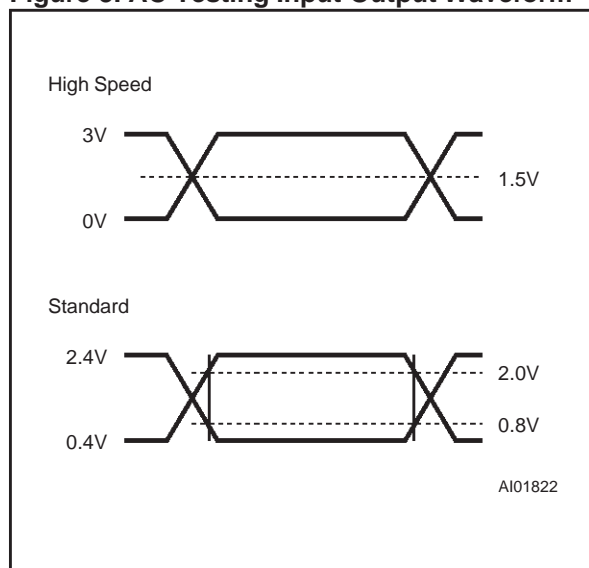 Figure 3. AC Testing Input Output Waveform
High Speed
3V
1.5V
0V
Standard
2.4V
2.0V
0.8V
0.4V
AI01822